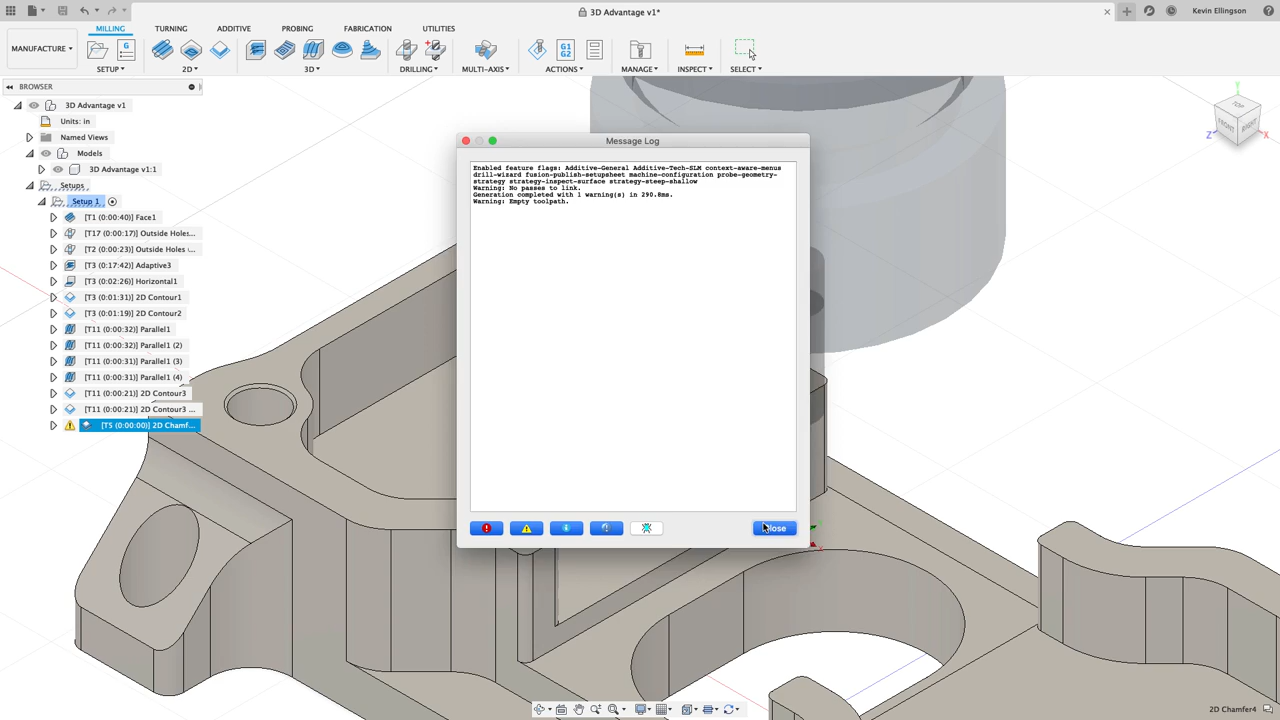 3D Advantage v1*
Kevin Ellingson
MILLING TURNING ADDITIVE PROBING FABRICATION UTILITIES
MANUFACTURE
G1
G2
SETUP 2D 3D DRILLING MULTI-AXIS ACTIONS MANAGE INSPECT SELECT
BROWSER
3D Advantage v1
Units: in
Named Views
Models
3D Advantage v1:1
Setups
Setup 1
[T1 (0:00:40)] Face1
[T17 (0:00:17)] Outside Holes...
[T2 (0:00:23)] Outside Holes (...
[T3 (0:17:42)] Adaptive3
[T3 (0:02:26)] Horizontal1
[T3 (0:01:31)] 2D Contour1
[T3 (0:01:19)] 2D Contour2
[T11 (0:00:32)] Parallel1
[T11 (0:00:32)] Parallel1 (2)
[T11 (0:00:31)] Parallel1 (3)
[T11 (0:00:31)] Parallel1 (4)
[T11 (0:00:21)] 2D Contour3
[T11 (0:00:21)] 2D Contour3 ...
[T5 (0:00:00)] 2D Chamf...
Message Log
Enabled feature flags: Additive-General Additive-Tech-SLM context-aware-menus
drill-wizard fusion-publish-setupsheet machine-configuration probe-geometry-
strategy strategy-inspect-surface strategy-steep-shallow
Warning: No passes to link.
Generation completed with 1 warning(s) in 290.8ms.
Warning: Empty toolpath.
Close
Y
TOP
FRONT
RIGHT
Z
X
2D Chamfer4